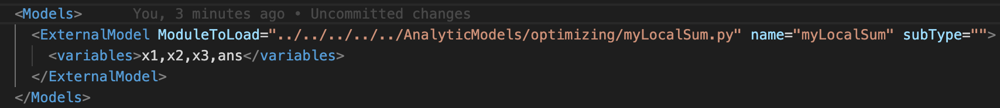 <Models>        You, 3 minutes ago • Uncommitted changes
  <ExternalModel ModuleToLoad="../../../../../AnalyticModels/optimizing/myLocalSum.py" name="myLocalSum" subType="">
    <variables>x1,x2,x3,ans</variables>
  </ExternalModel>
</Models>